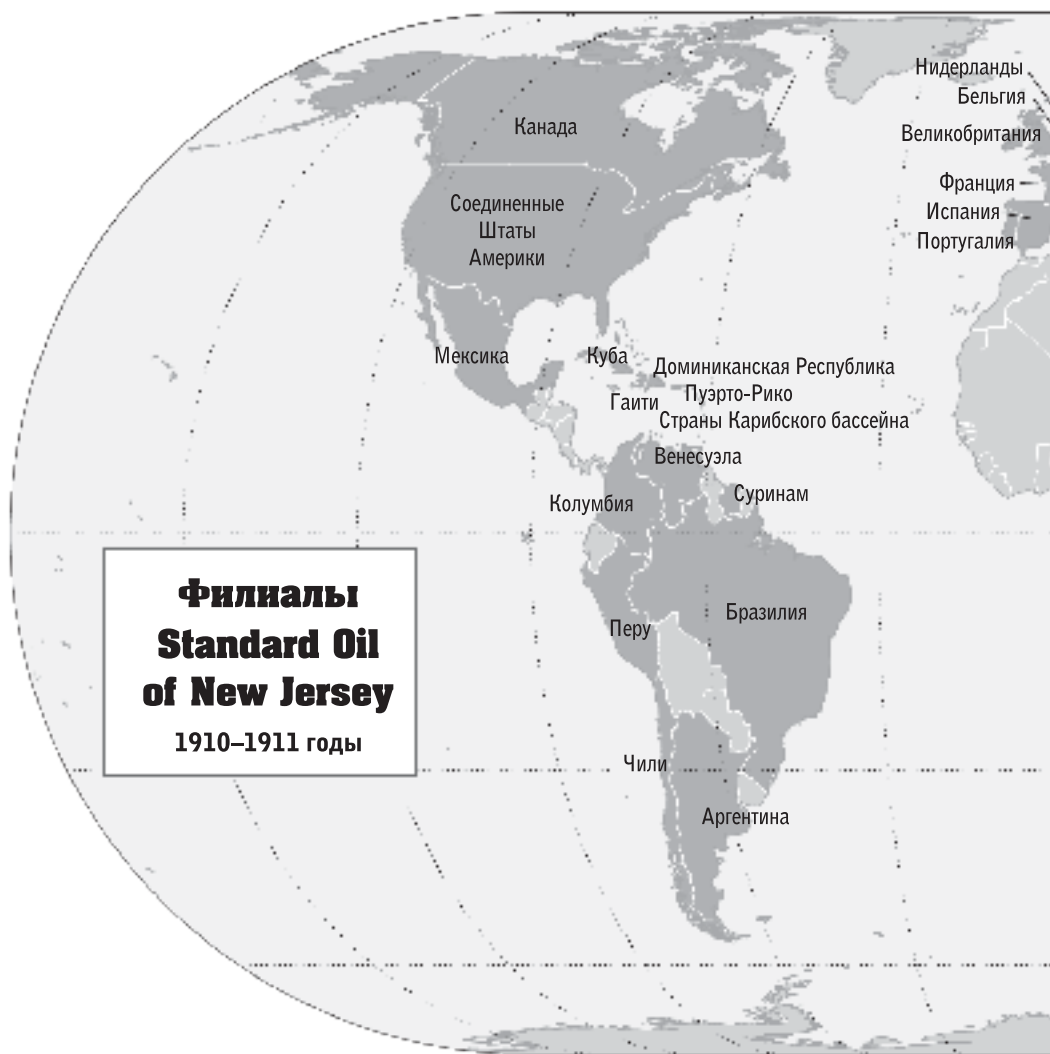 Нидерланды
Бельгия
Великобритания
Франция
Испания
Португалия
Канада
Соединенные
Штаты
Америки
Мексика
Куба
Доминиканская Республика
Пуэрто-Рико
Гаити
Страны Карибского бассейна
Венесуэла
Суринам
Колумбия
Бразилия
Перу
Чили
Аргентина
Филиалы
Standard Oil
of New Jersey
1910–1911 годы